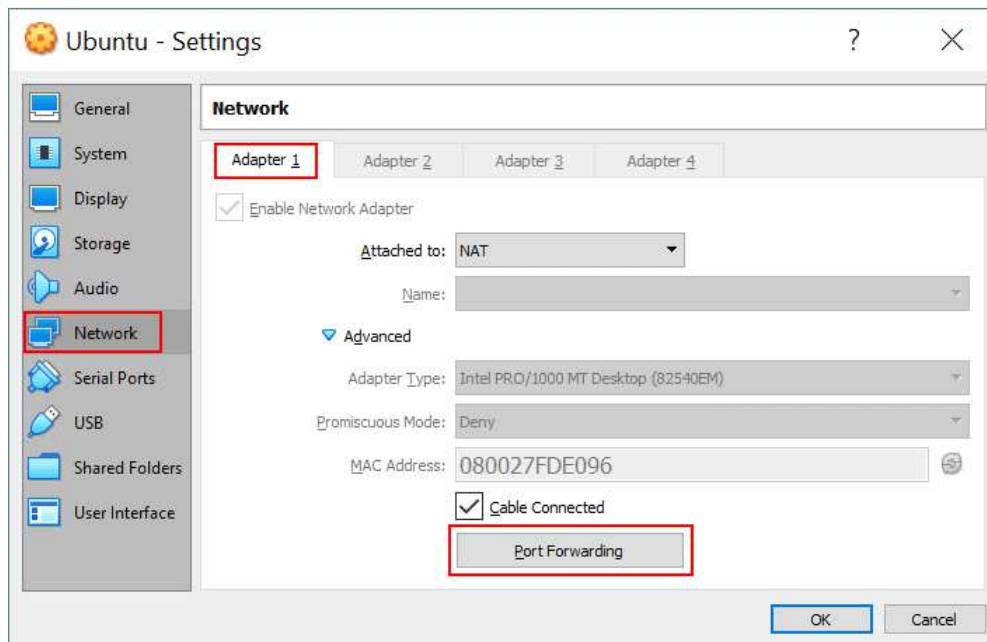 Ubuntu - Settings
?
General
System
Display
Storage
Audio
Network
Serial Ports
USB
Shared Folders
User Interface
Network
Adapter 1
Adapter 2
Adapter 3
Adapter 4
Enable Network Adapter
Attached to: NAT
Name:
Advanced
Adapter Type: Intel PRO/1000 MT Desktop (82540EM)
Promiscuous Mode: Deny
MAC Address: 080027FDE096
Cable Connected
Port Forwarding
OK
Cancel